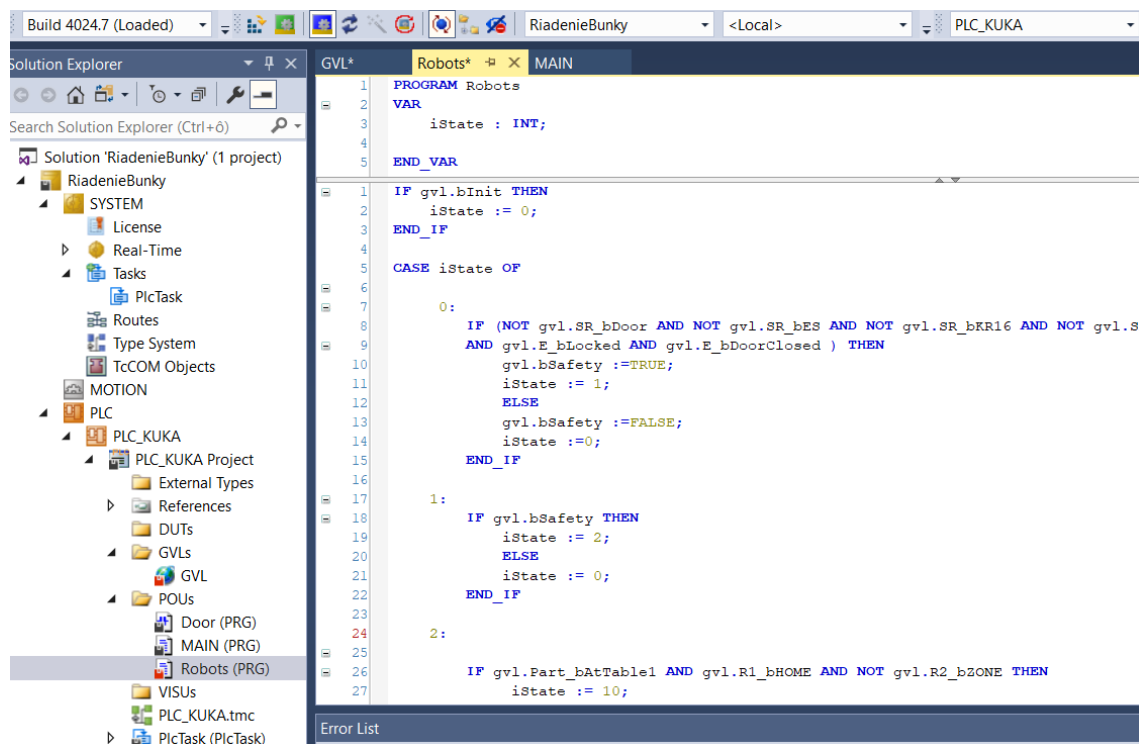 Build 4024.7 (Loaded) RiadenieBunky <Local> PLC_KUKA
Solution Explorer
Search Solution Explorer (Ctrl+ô)
Solution 'RiadenieBunky' (1 project)
RiadenieBunky
SYSTEM
License
Real-Time
Tasks
PlcTask
Routes
Type System
TcCOM Objects
MOTION
PLC
PLC_KUKA
PLC_KUKA Project
External Types
References
DUTs
GVLs
GVL
POUs
Door (PRG)
MAIN (PRG)
Robots (PRG)
VISUs
PLC_KUKA.tmc
PlcTask (PlcTask)
GVL* Robots* MAIN
1 PROGRAM Robots
2 VAR
3 iState : INT;
4
5 END_VAR
1 IF gvl.bInit THEN
2 iState := 0;
3 END_IF
4
5 CASE iState OF
6
7 0:
8 IF (NOT gvl.SR_bDoor AND NOT gvl.SR_bES AND NOT gvl.SR_bKR16 AND NOT gvl.S
9 AND gvl.E_bLocked AND gvl.E_bDoorClosed ) THEN
10 gvl.bSafety :=TRUE;
11 iState := 1;
12 ELSE
13 gvl.bSafety :=FALSE;
14 iState :=0;
15 END_IF
16
17 1:
18 IF gvl.bSafety THEN
19 iState := 2;
20 ELSE
21 iState := 0;
22 END_IF
23
24 2:
25
26 IF gvl.Part_bAtTable1 AND gvl.R1_bHOME AND NOT gvl.R2_bZONE THEN
27 iState := 10;
Error List